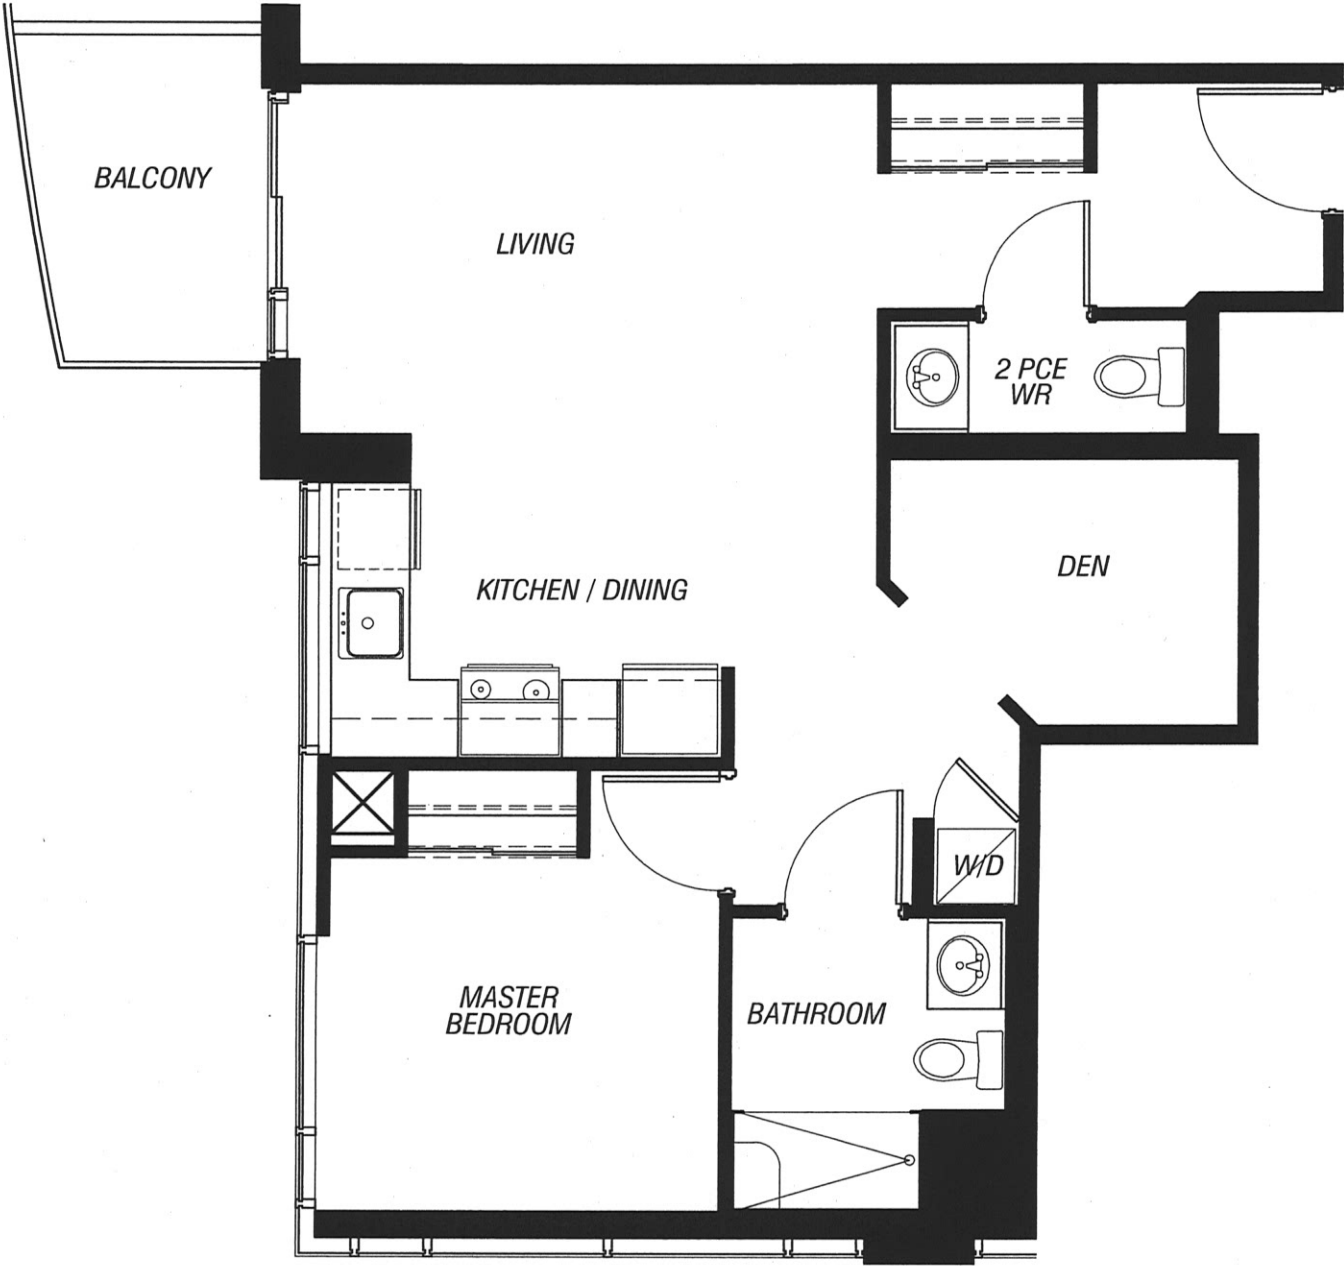 BALCONY
LIVING
2 PCE
WR
DEN
KITCHEN / DINING
W/D
MASTER
BEDROOM
BATHROOM